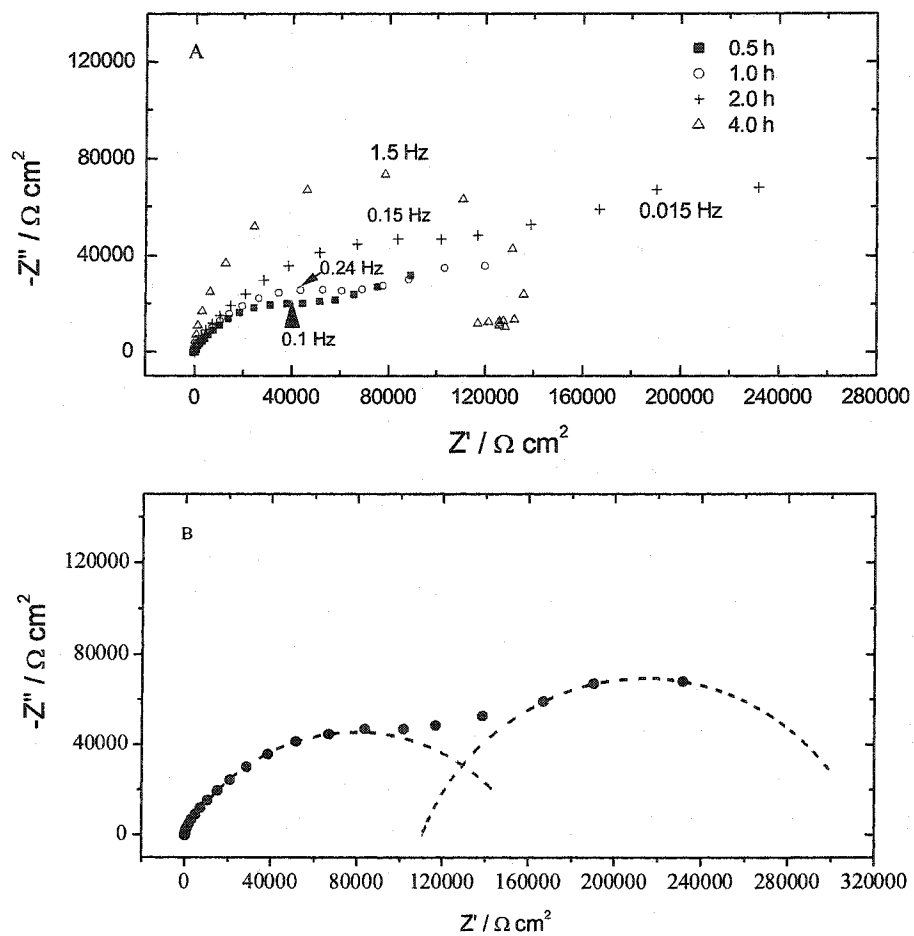 A
0.5 h
1.0 h
2.0 h
4.0 h
120000
80000
40000
0
-Z" / Ω cm²
1.5 Hz
0.15 Hz
0.24 Hz
0.1 Hz
0.015 Hz
0 40000 80000 120000 160000 200000 240000 280000
Z' / Ω cm²
B
120000
80000
40000
0
-Z" / Ω cm²
0 40000 80000 120000 160000 200000 240000 280000 320000
Z' / Ω cm²